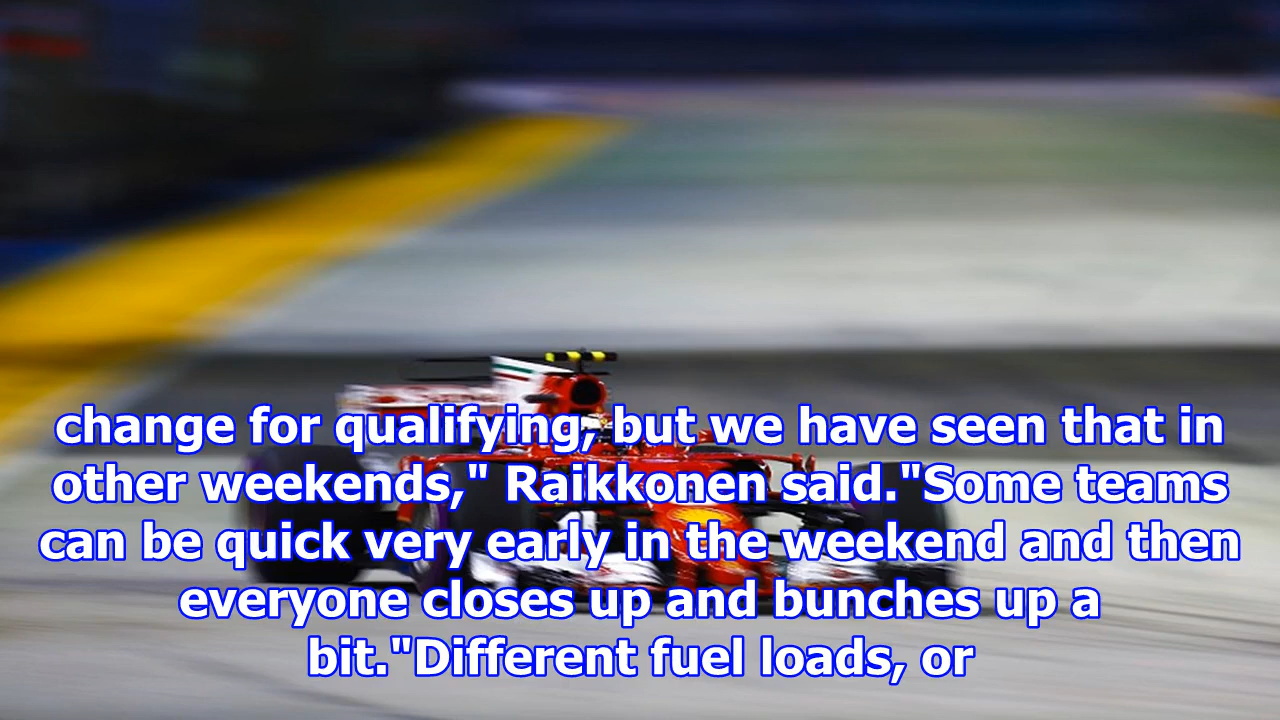 change for qualifying, but we have seen that in
other weekends," Raikkonen said."Some teams
can be quick very early in the weekend and then
everyone closes up and bunches up a
bit."Different fuel loads, or